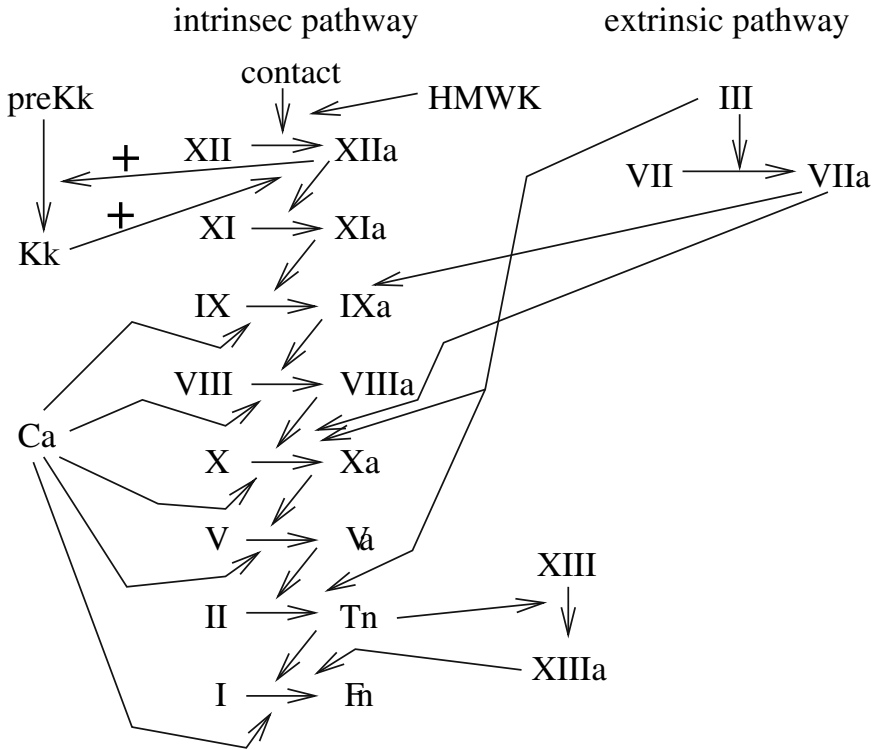 intrinsec pathway extrinsic pathway
contact
preKk HMWK III
+ XII XIIa
VII VIIa
+
XI XIa
Kk
IX IXa
VIII VIIIa
Ca
X Xa
V Va
XIII
II Tn
XIIIa
I Fn